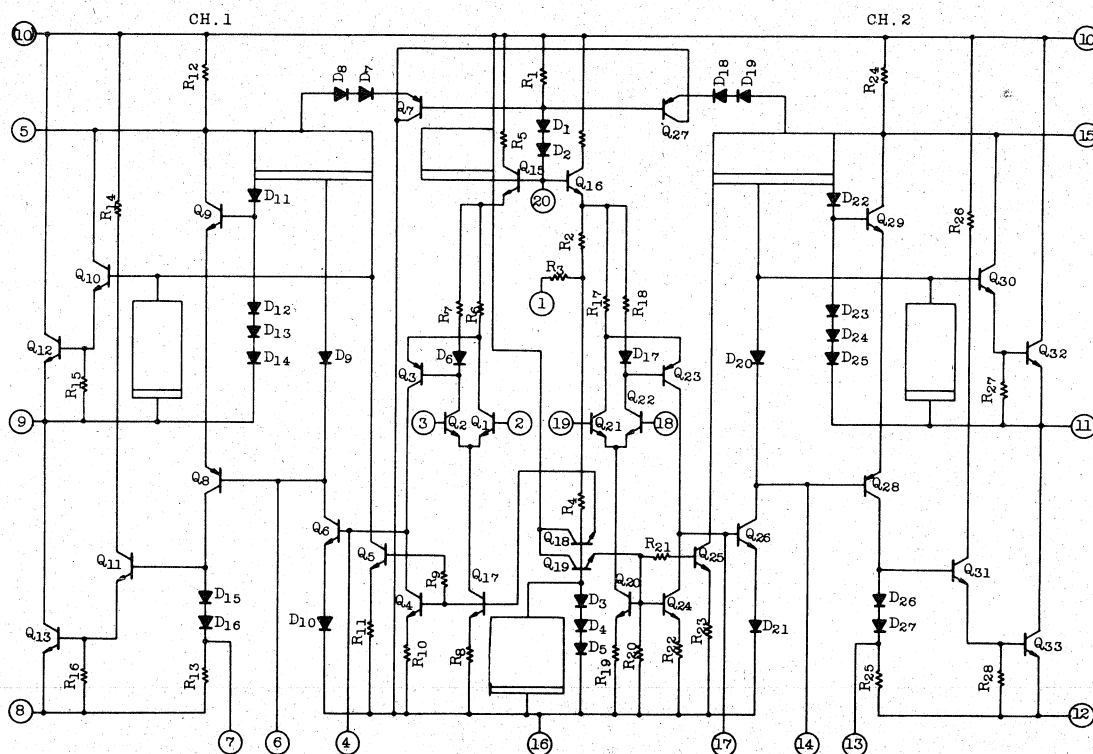 CH.1
CH.2
10
10
R12
D8
D7
R1
D18
D19
R24
Q7
Q27
5
D1
R5
D2
15
Q15
Q16
R14
Q9
D11
20
D22
Q29
R26
R2
Q10
R3
Q30
1
D12
R7
R6
R17
R18
D23
D13
D24
Q12
D14
D9
D6
D17
D20
D25
Q32
Q3
Q23
R15
R27
Q22
9
3
Q2
Q1
2
19
Q21
18
11
Q8
Q28
R4
Q6
Q18
R21
Q26
Q5
Q19
Q25
Q11
R9
Q17
Q20
Q31
D15
Q4
D3
Q24
D26
D16
D10
D4
D21
D27
Q13
R11
R10
R8
D5
R19
R20
R22
R23
Q33
R16
R13
R25
R28
8
12
7
6
4
16
17
14
13